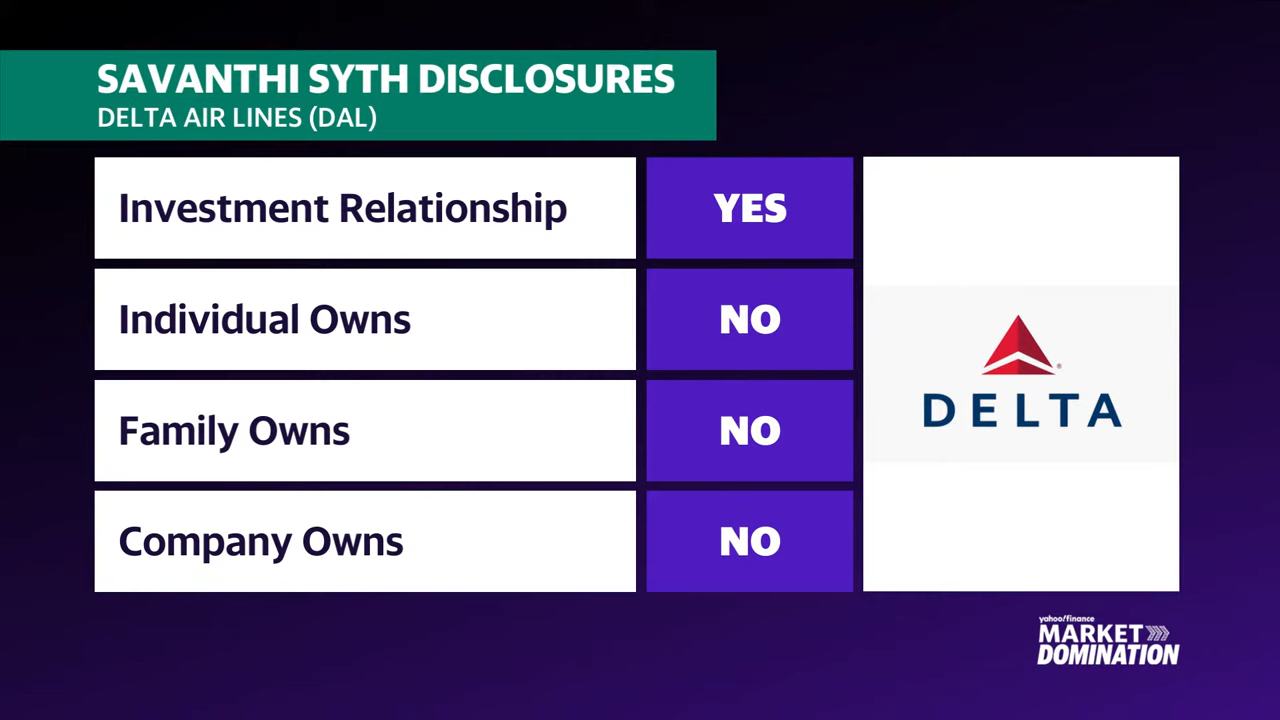 SAVANTHI SYTH DISCLOSURES
DELTA AIR LINES (DAL)
Investment Relationship YES
Individual Owns NO
Family Owns NO
Company Owns NO
DELTA
yahoo!finance
MARKET
DOMINATION